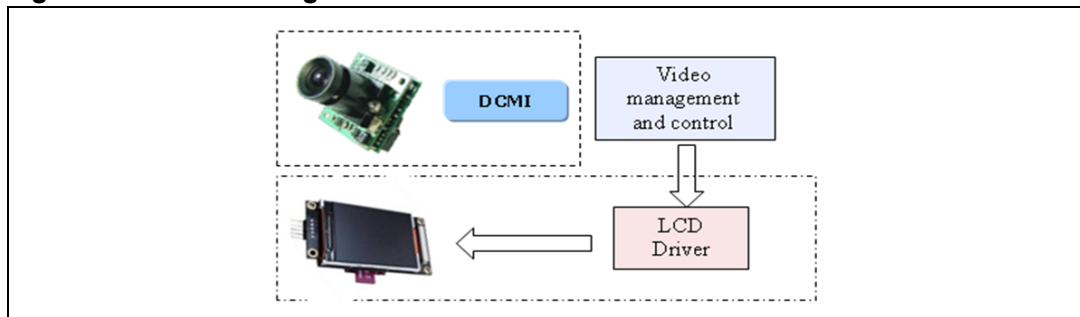 DCMI
Video
management
and control
LCD
Driver